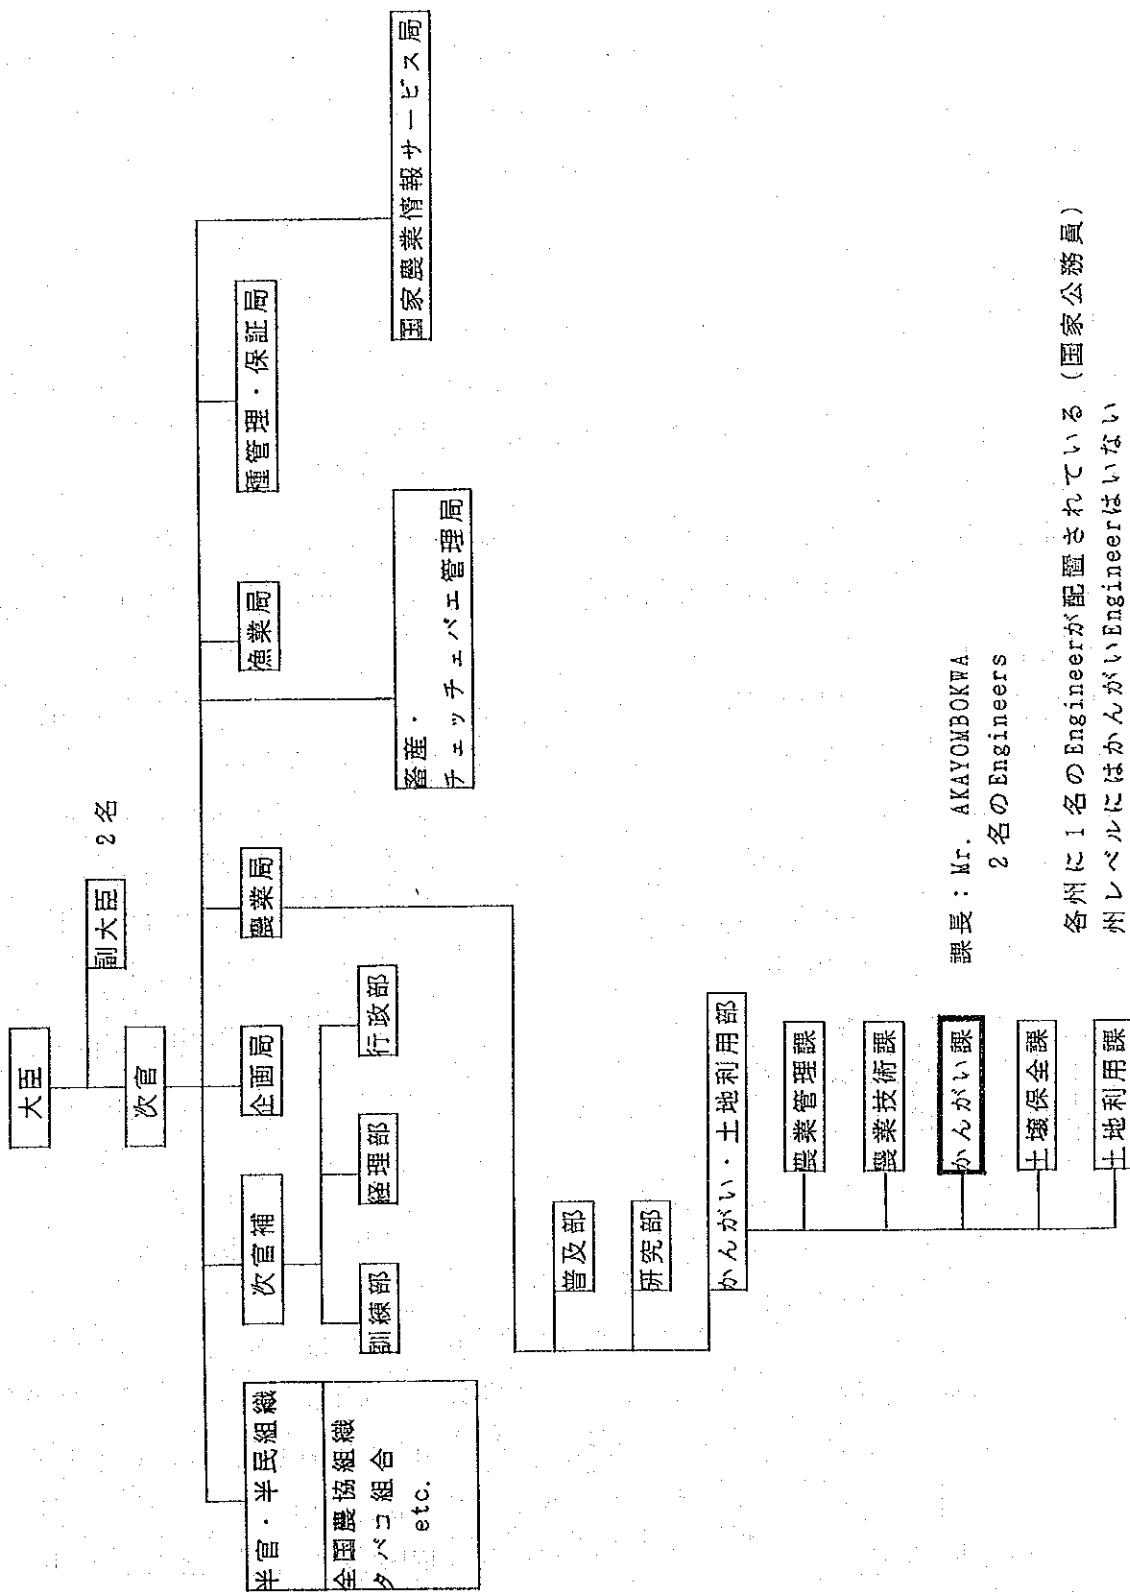 大臣
副大臣 2名
次官
半官・半民組織
全国農協組織
タバコ組合
etc.
次官補
企画局
農業局
漁業局
種管理・保証局
訓練部
経理部
行政部
畜産・
チェッチェバエ管理局
国家農業情報サービス局
普及部
研究部
かんがい・土地利用部
農業管理課
農業技術課
かんがい課
土壌保全課
土地利用課
課長：Mr. AKAYOMBOKWA
2名のEngineers
各州に1名のEngineerが配置されている（国家公務員）
州レベルにはかんがいEngineerはいない